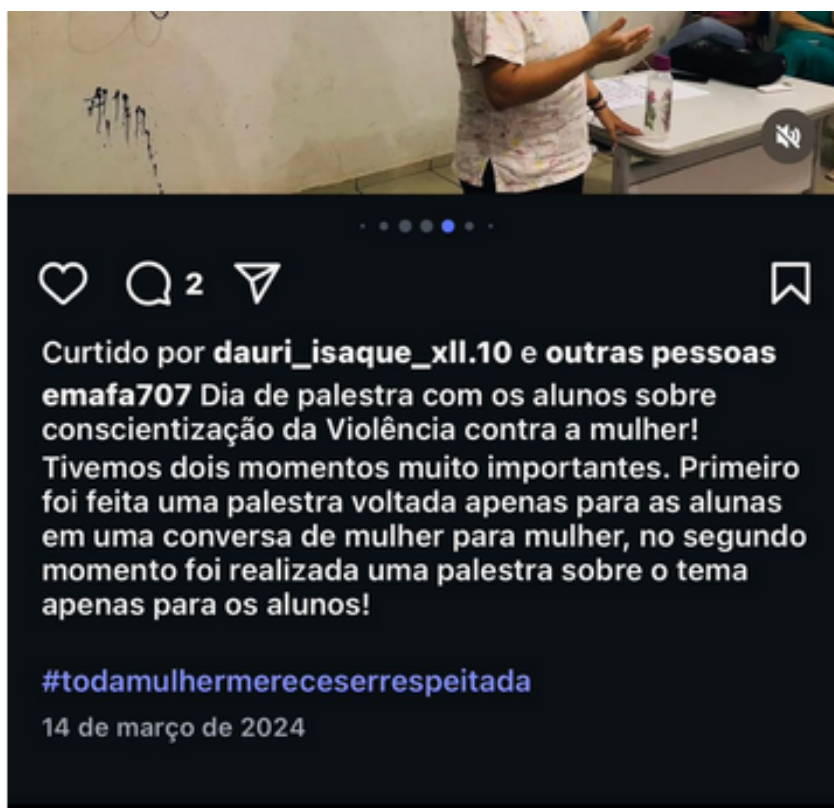 2
Curtido por dauri_isaque_xll.10 e outras pessoas
emafa707 Dia de palestra com os alunos sobre
conscientização da Violência contra a mulher!
Tivemos dois momentos muito importantes. Primeiro
foi feita uma palestra voltada apenas para as alunas
em uma conversa de mulher para mulher, no segundo
momento foi realizada uma palestra sobre o tema
apenas para os alunos!
#todamulhermereceserrespeitada
14 de março de 2024